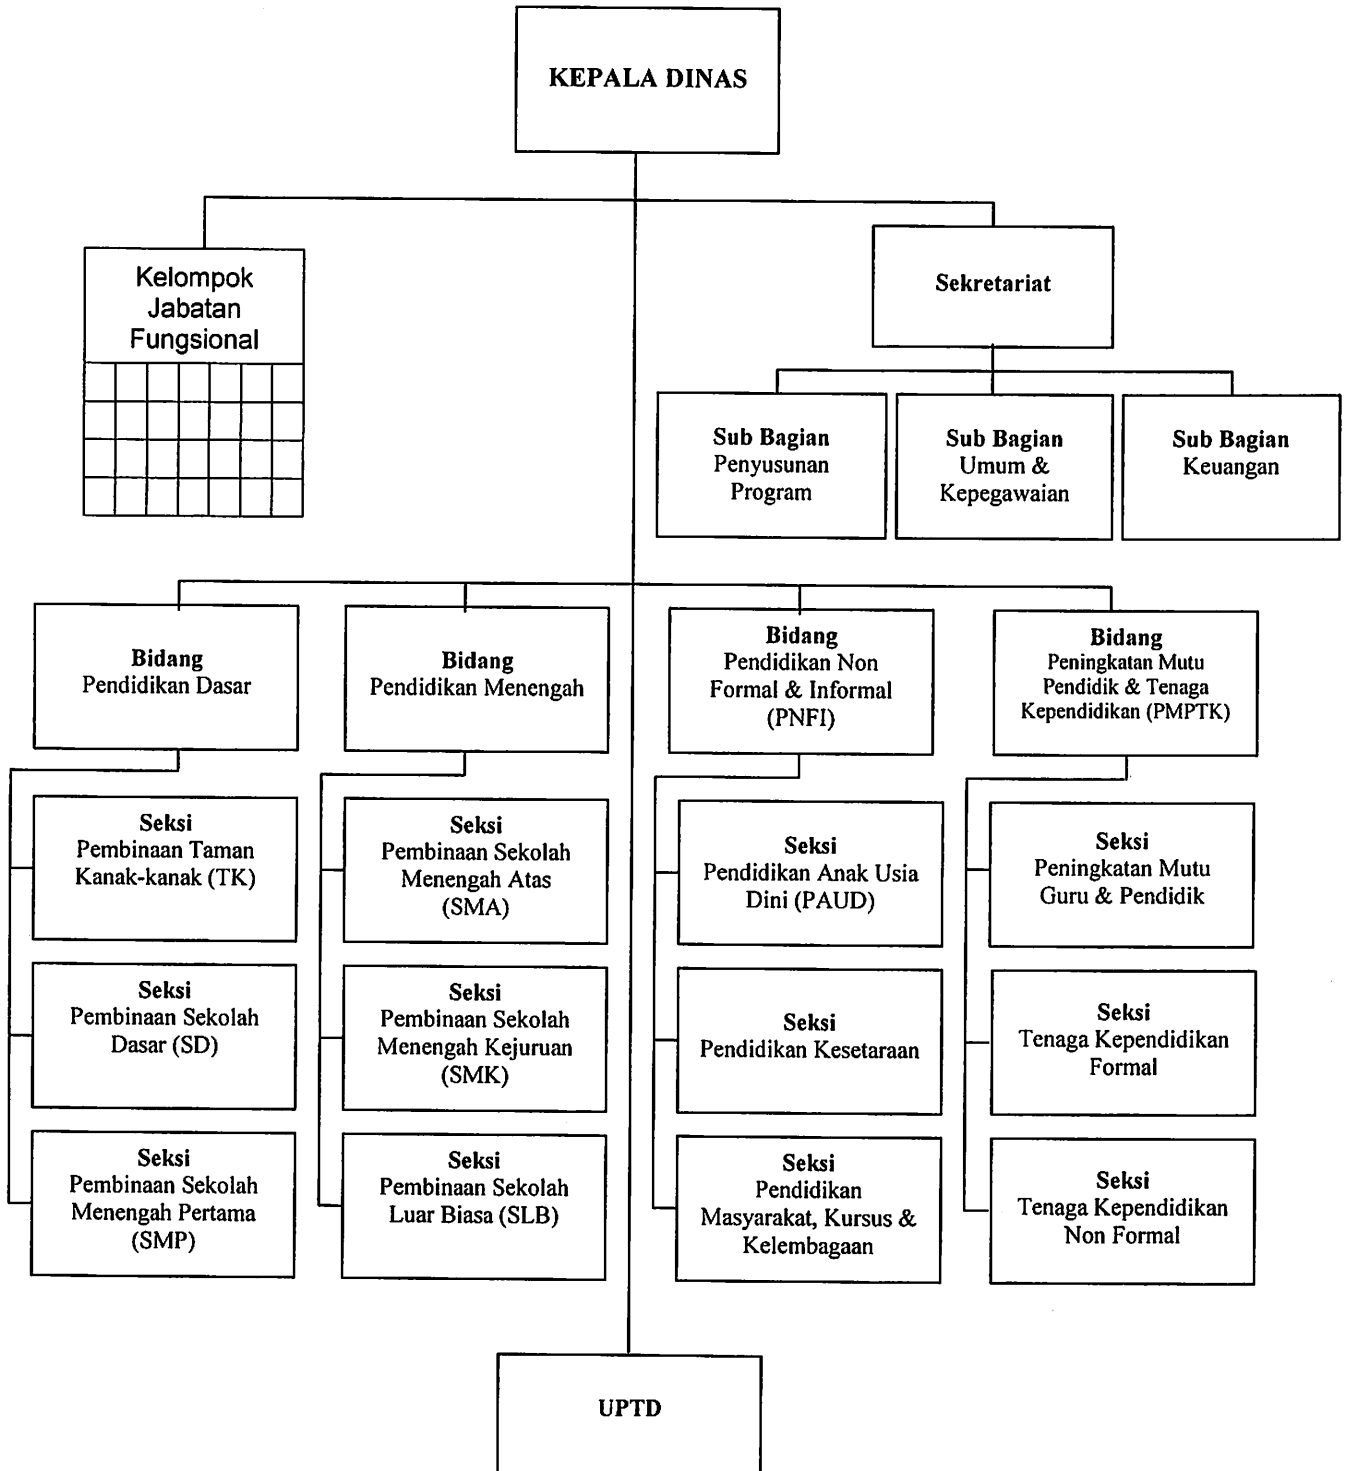 KEPALA DINAS
Kelompok
Jabatan
Fungsional
Sekretariat
Sub Bagian
Penyusunan
Program
Sub Bagian
Umum &
Kepegawaian
Sub Bagian
Keuangan
Bidang
Pendidikan Dasar
Bidang
Pendidikan Menengah
Bidang
Pendidikan Non
Formal & Informal
(PNFI)
Bidang
Peningkatan Mutu
Pendidik & Tenaga
Kependidikan (PMPTK)
Seksi
Pembinaan Taman
Kanak-kanak (TK)
Seksi
Pembinaan Sekolah
Menengah Atas
(SMA)
Seksi
Pendidikan Anak Usia
Dini (PAUD)
Seksi
Peningkatan Mutu
Guru & Pendidik
Seksi
Pembinaan Sekolah
Dasar (SD)
Seksi
Pembinaan Sekolah
Menengah Kejuruan
(SMK)
Seksi
Pendidikan Kesetaraan
Seksi
Tenaga Kependidikan
Formal
Seksi
Pembinaan Sekolah
Menengah Pertama
(SMP)
Seksi
Pembinaan Sekolah
Luar Biasa (SLB)
Seksi
Pendidikan
Masyarakat, Kursus &
Kelembagaan
Seksi
Tenaga Kependidikan
Non Formal
UPTD